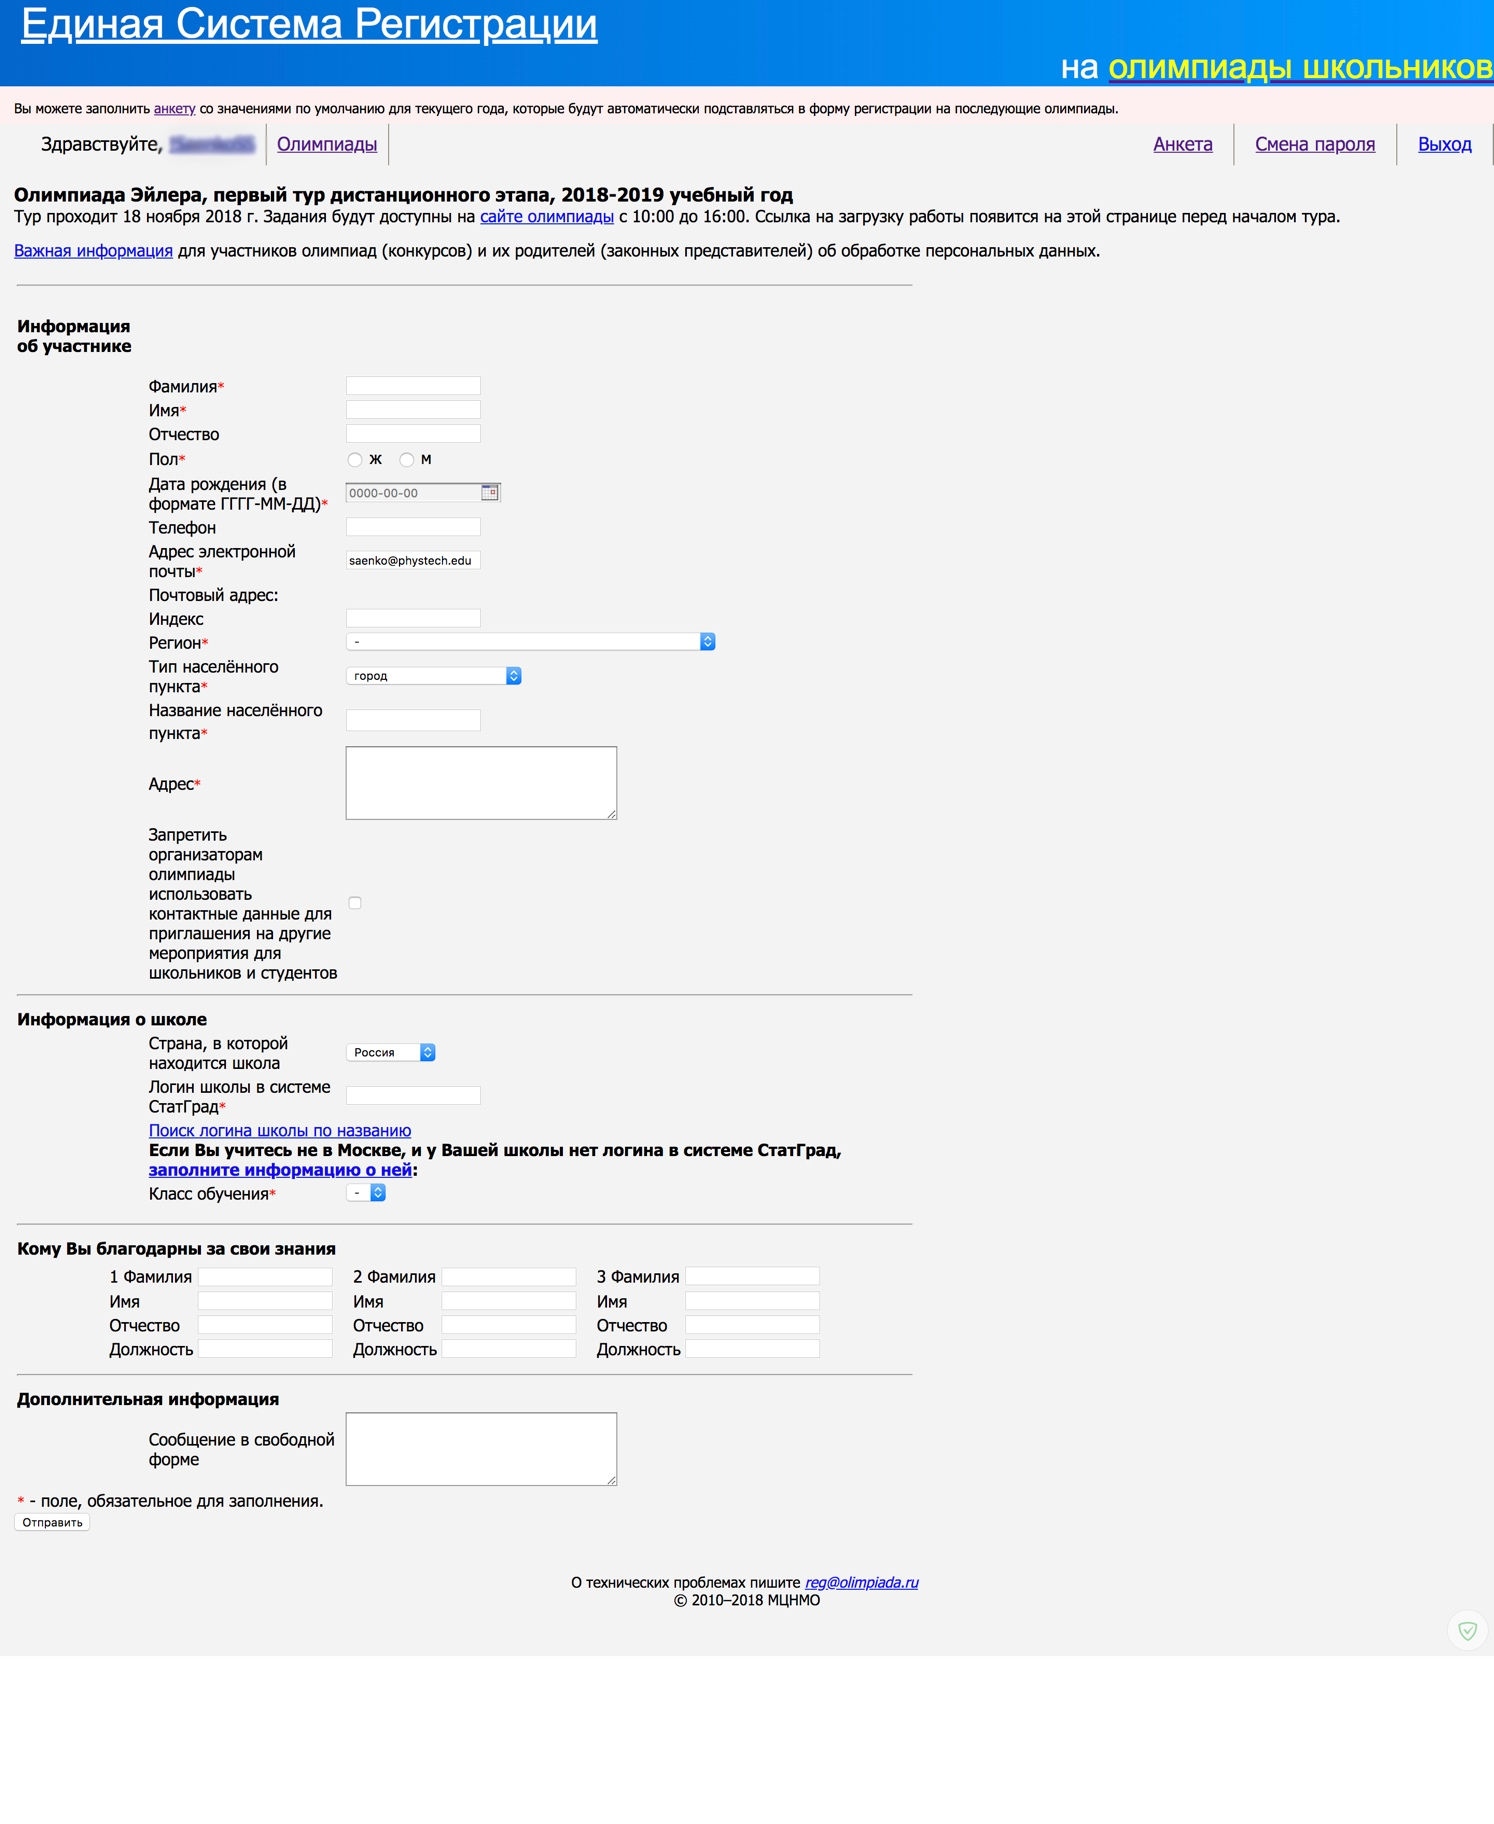 Единая Система Регистрации
на олимпиады школьников
Вы можете заполнить анкету со значениями по умолчанию для текущего года, которые будут автоматически подставляться в форму регистрации на последующие олимпиады.
Здравствуйте, Олимпиады Анкета Смена пароля Выход
Олимпиада Эйлера, первый тур дистанционного этапа, 2018-2019 учебный год
Тур проходит 18 ноября 2018 г. Задания будут доступны на сайте олимпиады с 10:00 до 16:00. Ссылка на загрузку работы появится на этой странице перед началом тура.
Важная информация для участников олимпиад (конкурсов) и их родителей (законных представителей) об обработке персональных данных.
Информация
об участнике
Фамилия*
Имя*
Отчество
Пол* Ж М
Дата рождения (в
формате ГГГГ-ММ-ДД)* 0000-00-00
Телефон
Адрес электронной
почты* saenko@phystech.edu
Почтовый адрес:
Индекс
Регион* -
Тип населённого
пункта* город
Название населённого
пункта*
Адрес*
Запретить
организаторам
олимпиады
использовать
контактные данные для
приглашения на другие
мероприятия для
школьников и студентов
Информация о школе
Страна, в которой
находится школа Россия
Логин школы в системе
СтатГрад*
Поиск логина школы по названию
Если Вы учитесь не в Москве, и у Вашей школы нет логина в системе СтатГрад,
заполните информацию о ней:
Класс обучения* -
Кому Вы благодарны за свои знания
1 Фамилия 2 Фамилия 3 Фамилия
Имя Имя Имя
Отчество Отчество Отчество
Должность Должность Должность
Дополнительная информация
Сообщение в свободной
форме
* - поле, обязательное для заполнения.
Отправить
О технических проблемах пишите reg@olimpiada.ru
© 2010–2018 МЦНМО